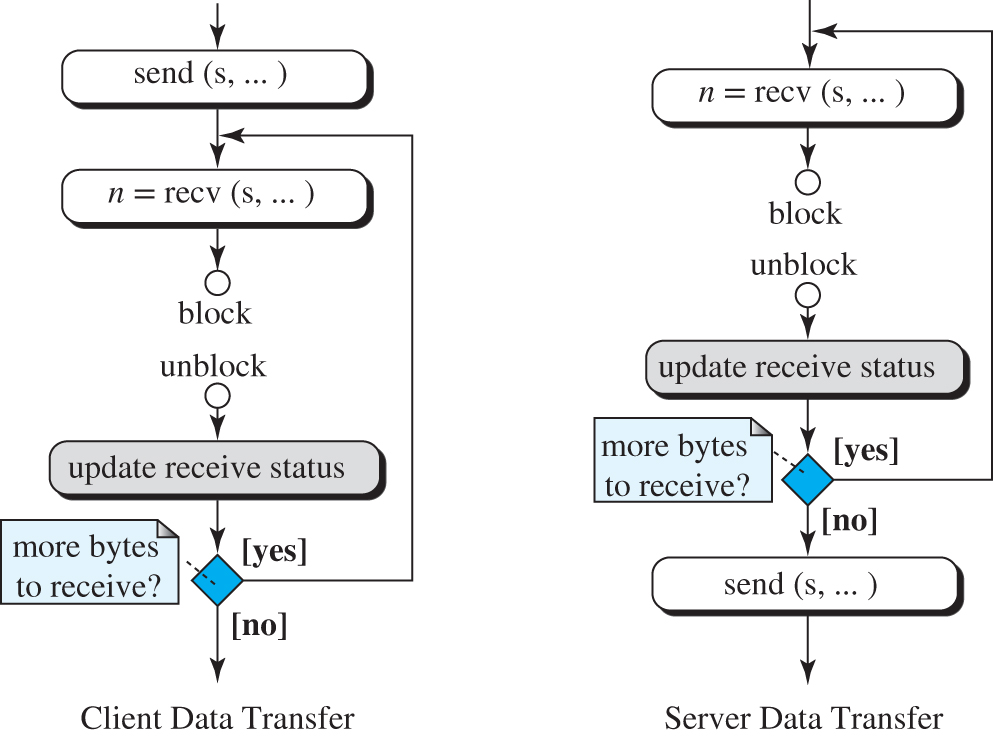 send (s, ... )
n = recv (s, ... )
block
unblock
update receive status
more bytes
to receive?
[yes]
[no]
Client Data Transfer
n = recv (s, ... )
block
unblock
update receive status
more bytes
to receive?
[yes]
[no]
send (s, ... )
Server Data Transfer